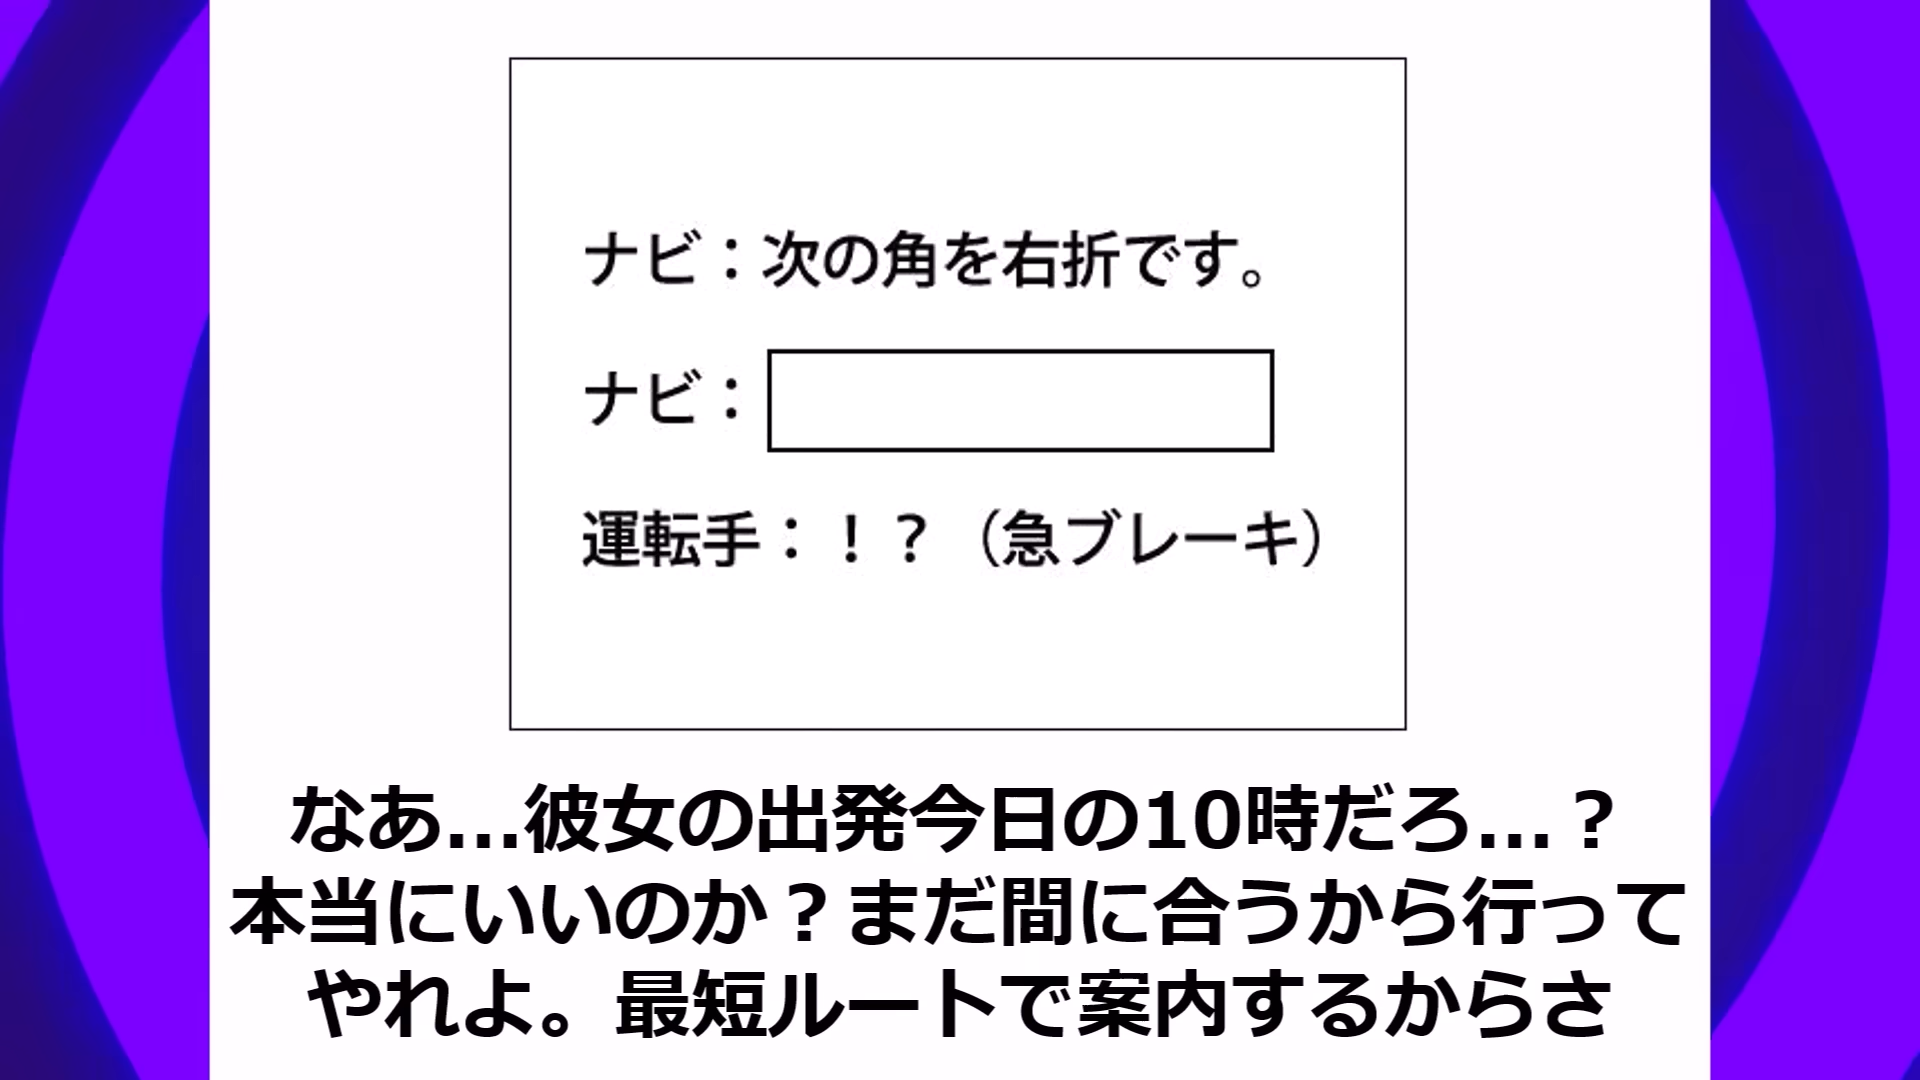 ナビ：次の角を右折です。
ナビ：
運転手：！？（急ブレーキ）
なあ…彼女の出発今日の10時だろ…？
本当にいいのか？まだ間に合うから行って
やれよ。最短ルートで案内するからさ